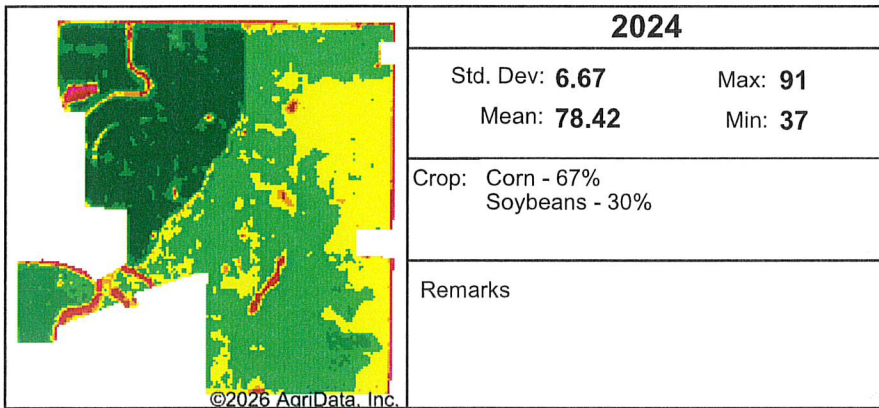 2024
Std. Dev: 6.67 Max: 91
Mean: 78.42 Min: 37
Crop: Corn - 67%
Soybeans - 30%
Remarks
©2026 AgriData, Inc.